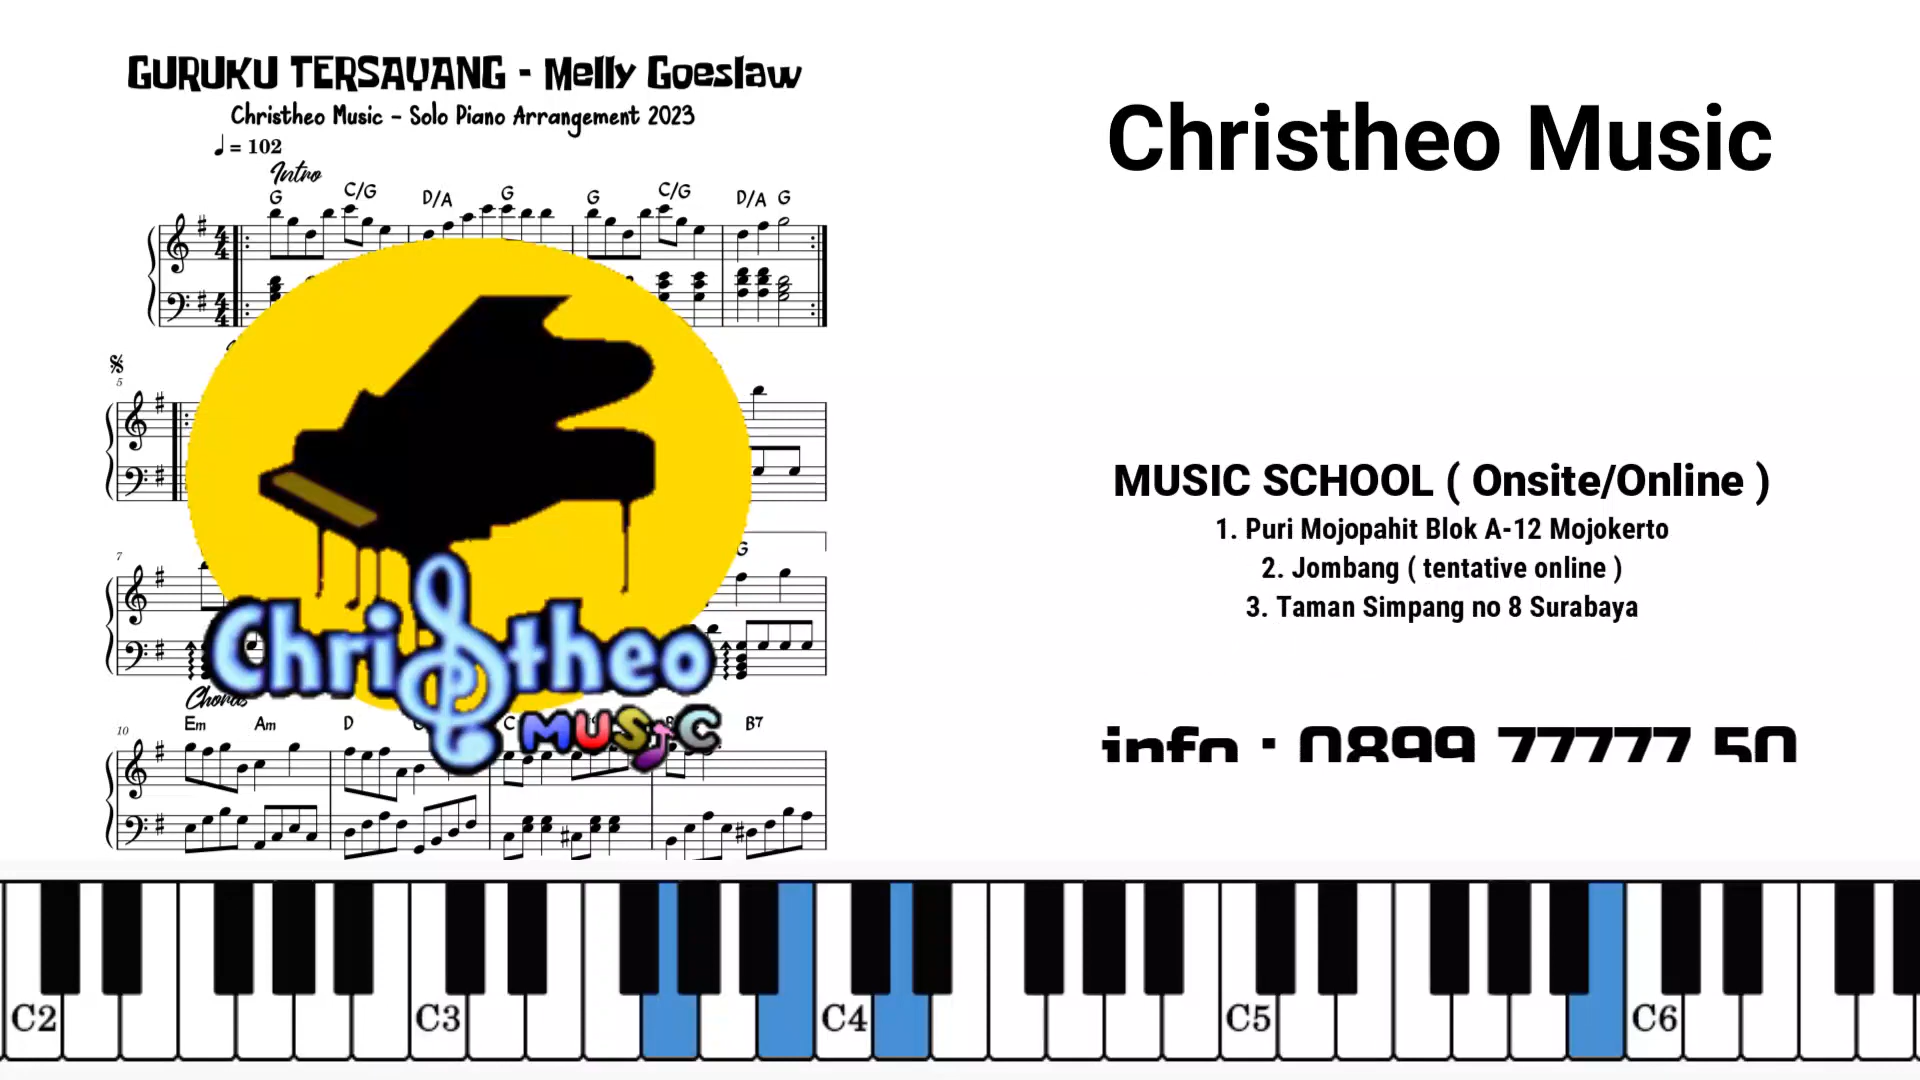 GURUKU TERSAYANG - Melly Goeslaw
Christheo Music - Solo Piano Arrangement 2023
= 102
Intro
G C/G D/A G G C/G D/A G
5
7
G
Chorus
Em Am D C B7
10
Christheo
MUSIC
Christheo Music
MUSIC SCHOOL ( Onsite/Online )
1. Puri Mojopahit Blok A-12 Mojokerto
2. Jombang ( tentative online )
3. Taman Simpang no 8 Surabaya
info : 0899 77777 50
C2 C3 C4 C5 C6